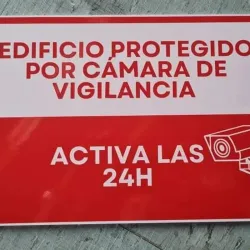 EDIFICIO PROTEGIDO
POR CÁMARA DE
VIGILANCIA
ACTIVA LAS
24H